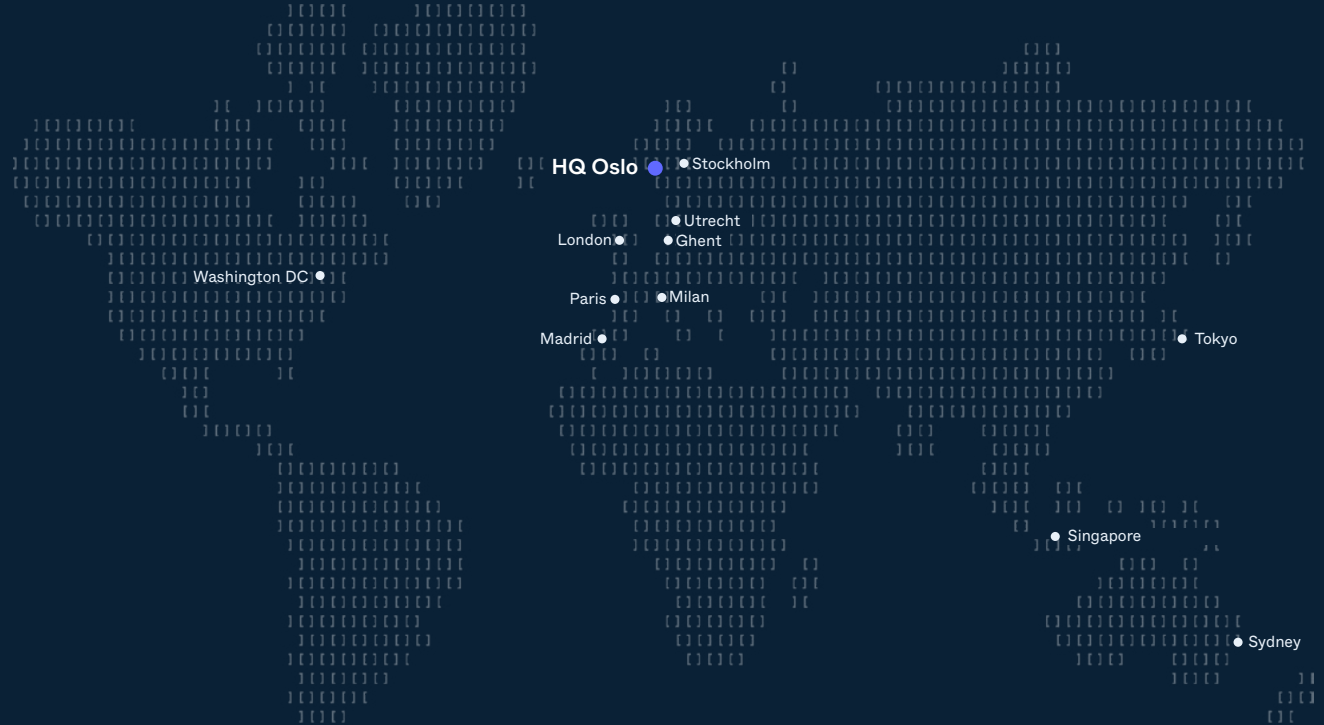 HQ Oslo
Stockholm
Utrecht
London
Ghent
Washington DC
Paris
Milan
Madrid
Tokyo
Singapore
Sydney